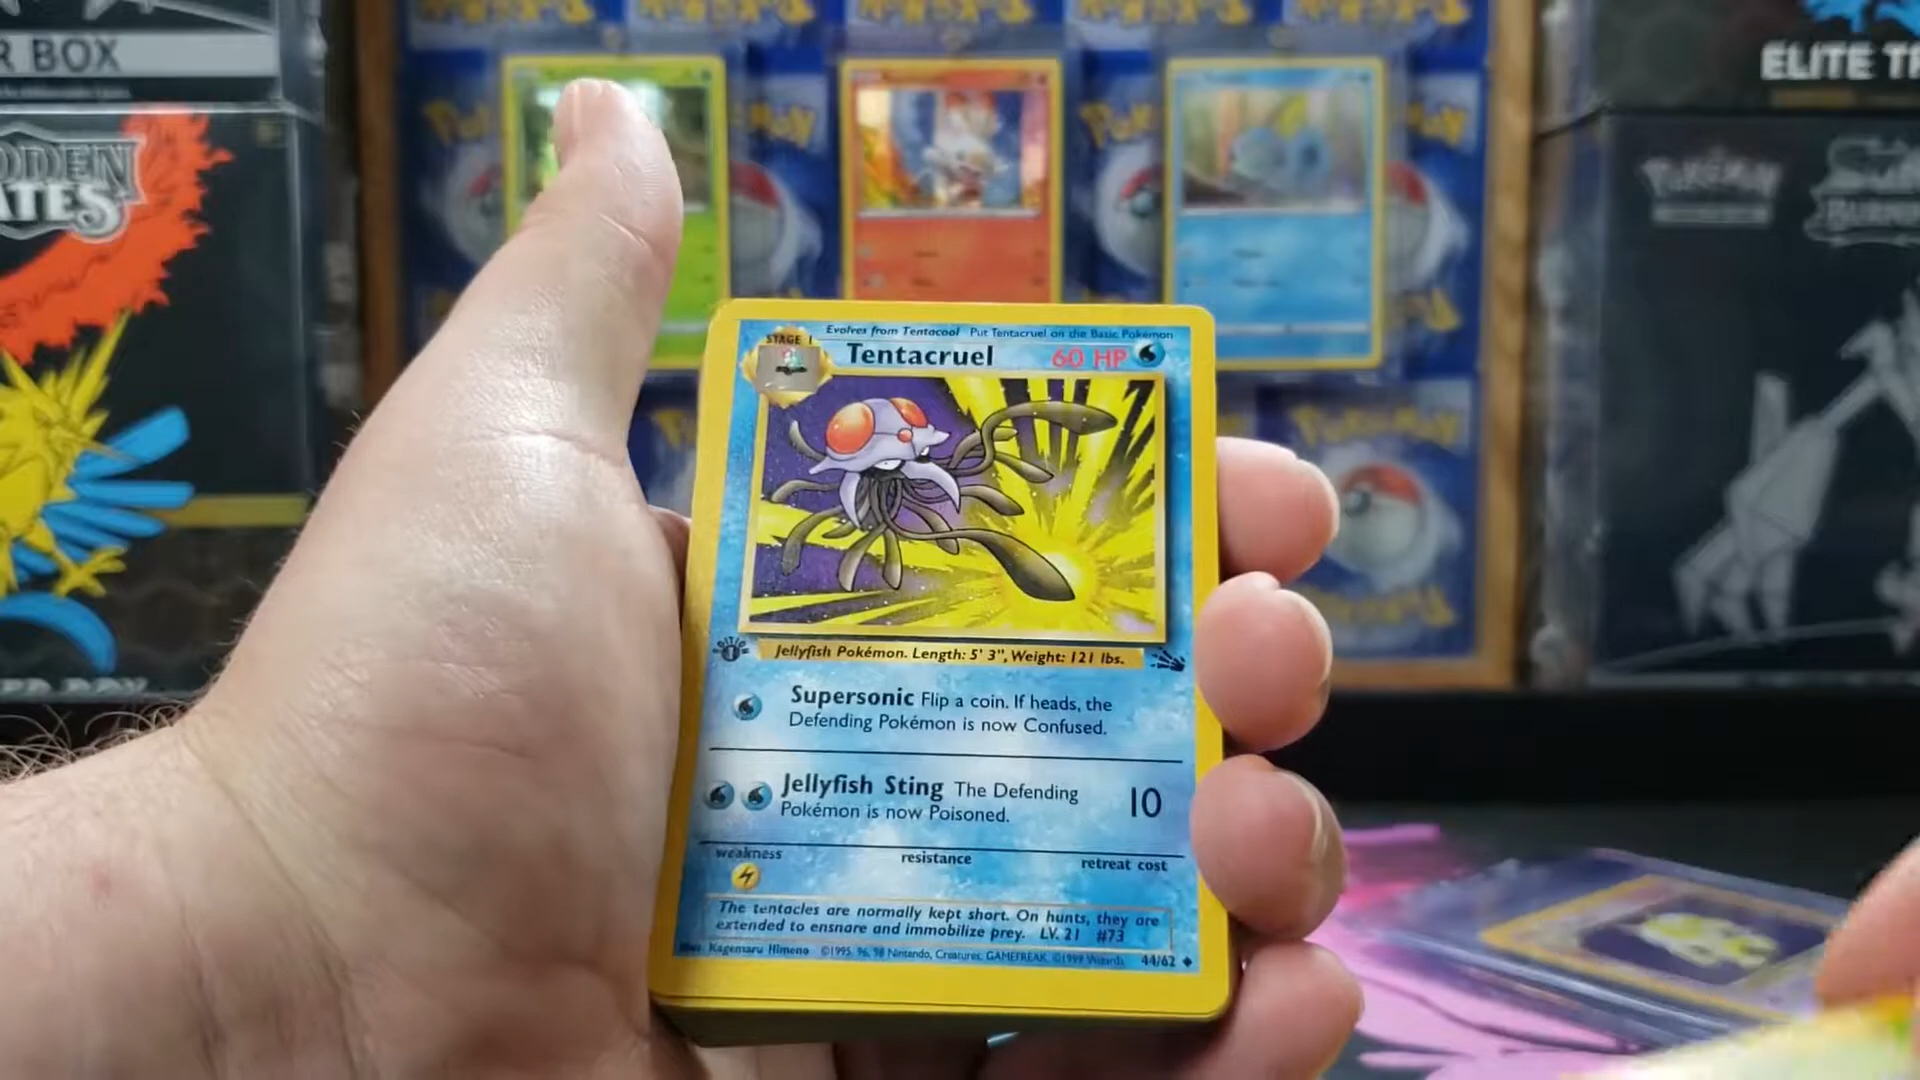 R BOX
ELITE TR
DDEN
ATES
POKÉMON
Evolves from Tentacool Put Tentacruel on the Basic Pokémon
STAGE 1
Tentacruel 60 HP
EDITION
1
Jellyfish Pokémon. Length: 5' 3", Weight: 121 lbs.
Supersonic Flip a coin. If heads, the
Defending Pokémon is now Confused.
Jellyfish Sting The Defending 10
Pokémon is now Poisoned.
weakness resistance retreat cost
The tentacles are normally kept short. On hunts, they are
extended to ensnare and immobilize prey. LV. 21 #73
Illus. Kagemaru Himeno ©1995, 96, 98 Nintendo, Creatures, GAMEFREAK. ©1999 Wizards. 44/62